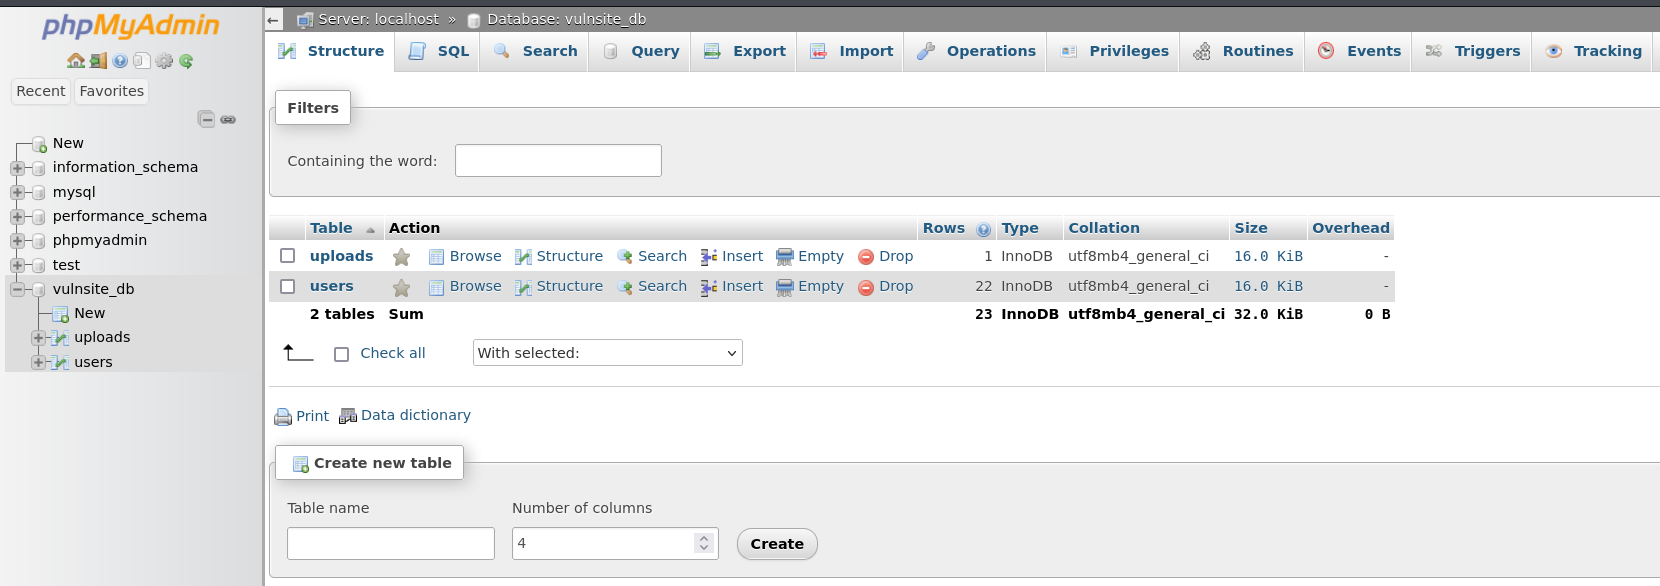 phpMyAdmin
Recent Favorites
New
information_schema
mysql
performance_schema
phpmyadmin
test
vulnsite_db
New
uploads
users
Server: localhost » Database: vulnsite_db
Structure SQL Search Query Export Import Operations Privileges Routines Events Triggers Tracking
Filters
Containing the word:
Table Action Rows Type Collation Size Overhead
uploads Browse Structure Search Insert Empty Drop 1 InnoDB utf8mb4_general_ci 16.0 KiB -
users Browse Structure Search Insert Empty Drop 22 InnoDB utf8mb4_general_ci 16.0 KiB -
2 tables Sum 23 InnoDB utf8mb4_general_ci 32.0 KiB 0 B
Check all With selected:
Print Data dictionary
Create new table
Table name Number of columns
4 Create